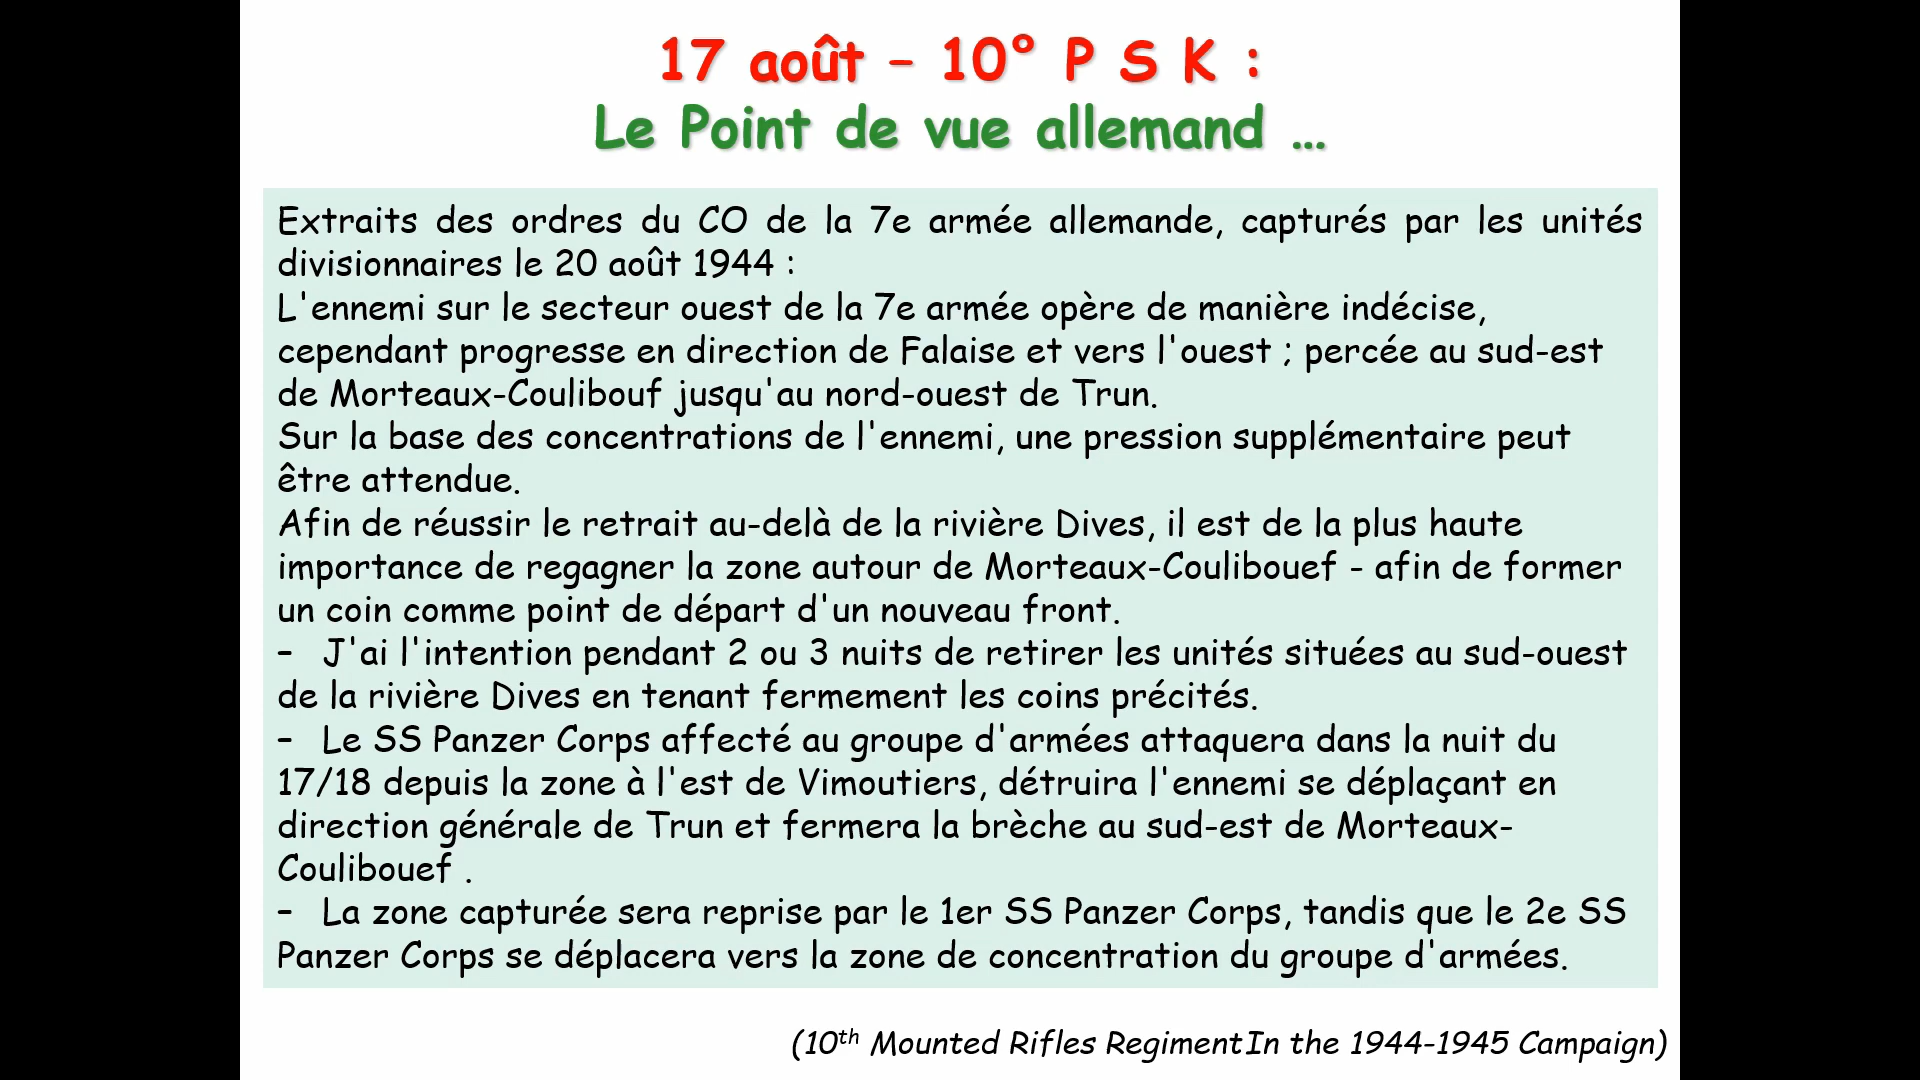 17 août – 10° P S K :
Le Point de vue allemand …
Extraits des ordres du CO de la 7e armée allemande, capturés par les unités
divisionnaires le 20 août 1944 :
L'ennemi sur le secteur ouest de la 7e armée opère de manière indécise,
cependant progresse en direction de Falaise et vers l'ouest ; percée au sud-est
de Morteaux-Coulibouf jusqu'au nord-ouest de Trun.
Sur la base des concentrations de l'ennemi, une pression supplémentaire peut
être attendue.
Afin de réussir le retrait au-delà de la rivière Dives, il est de la plus haute
importance de regagner la zone autour de Morteaux-Coulibouef - afin de former
un coin comme point de départ d'un nouveau front.
– J'ai l'intention pendant 2 ou 3 nuits de retirer les unités situées au sud-ouest
de la rivière Dives en tenant fermement les coins précités.
– Le SS Panzer Corps affecté au groupe d'armées attaquera dans la nuit du
17/18 depuis la zone à l'est de Vimoutiers, détruira l'ennemi se déplaçant en
direction générale de Trun et fermera la brèche au sud-est de Morteaux-
Coulibouef .
– La zone capturée sera reprise par le 1er SS Panzer Corps, tandis que le 2e SS
Panzer Corps se déplacera vers la zone de concentration du groupe d'armées.
(10th Mounted Rifles RegimentIn the 1944-1945 Campaign)